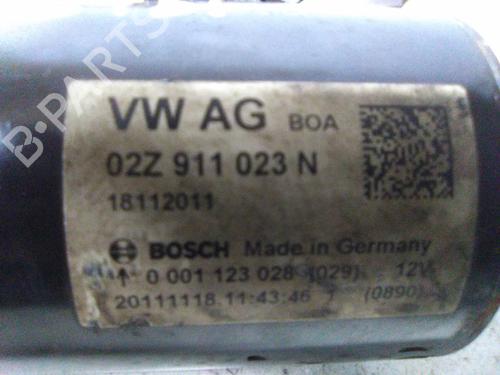 B-PARTS
VW AG BOA
02Z 911 023 N
18112011
BOSCH Made in Germany
0 001 123 028 (029) 12V
20111118 11:43:46 1 (0890)